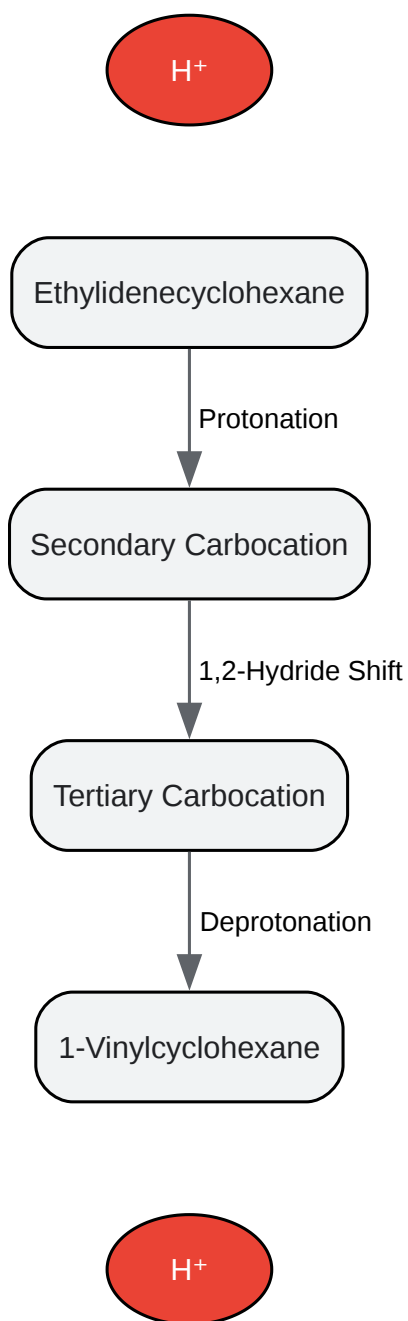 H⁺
Ethylidenecyclohexane
Protonation
Secondary Carbocation
1,2-Hydride Shift
Tertiary Carbocation
Deprotonation
1-Vinylcyclohexane
H⁺